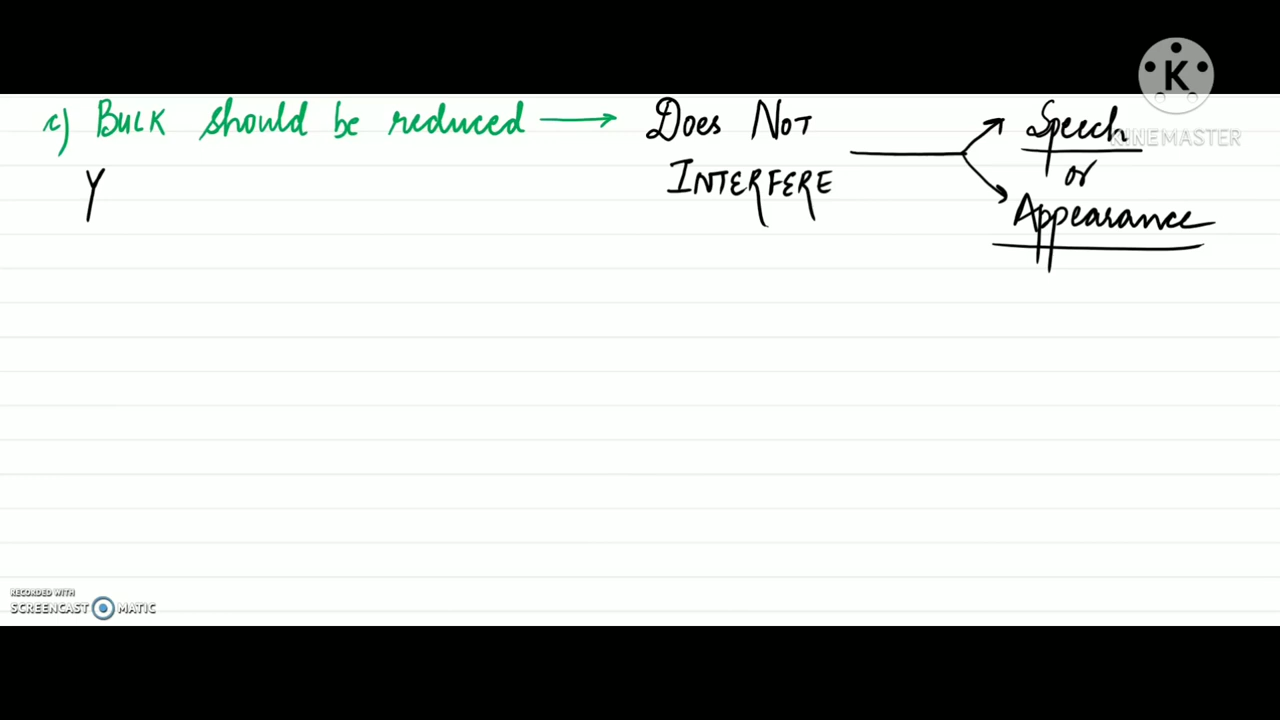 K
KINEMASTER
c) BULK should be reduced → DOES NOT INTERFERE
Speech
or
Appearance
Y
RECORDED WITH
SCREENCAST MATIC